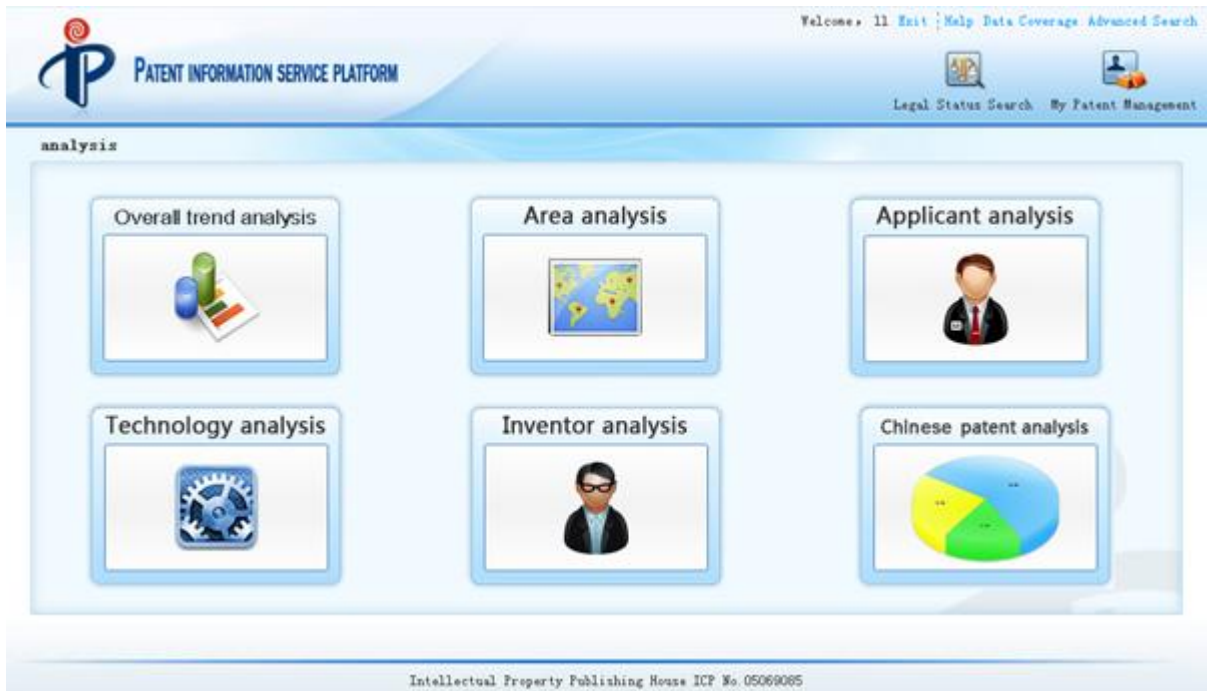 Welcome, ll Exit Help Data Coverage Advanced Search
PATENT INFORMATION SERVICE PLATFORM
Legal Status Search My Patent Management
analysis
Overall trend analysis Area analysis Applicant analysis
Technology analysis Inventor analysis Chinese patent analysis
Intellectual Property Publishing House ICP No.05069085